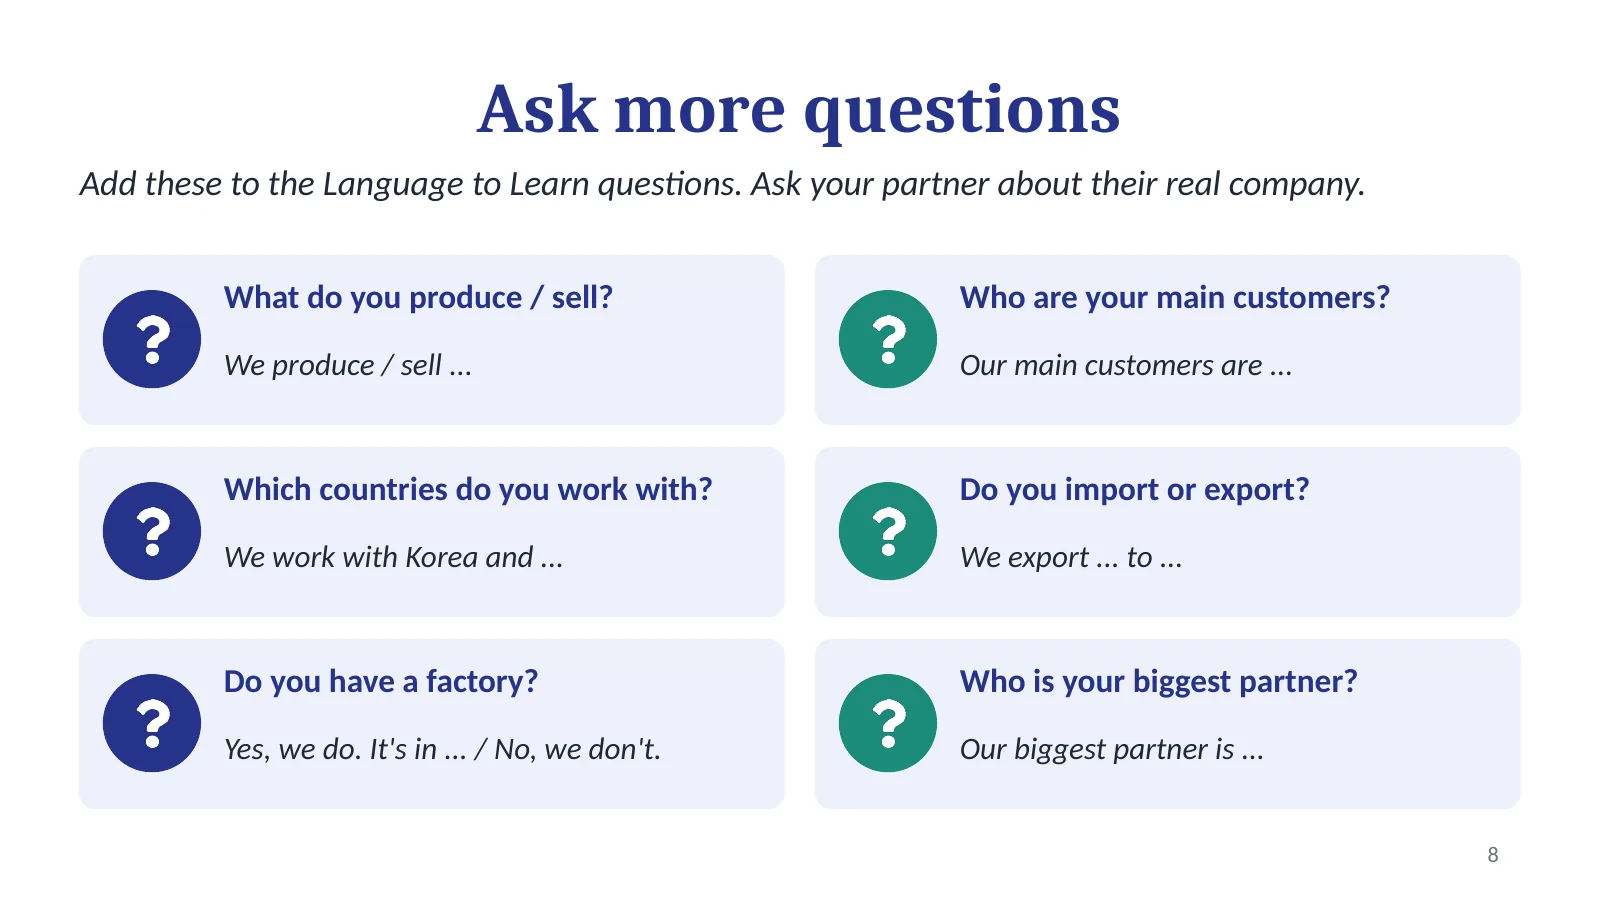 Ask more questions
Add these to the Language to Learn questions. Ask your partner about their real company.
What do you produce / sell?
We produce / sell ...
Who are your main customers?
Our main customers are ...
Which countries do you work with?
We work with Korea and ...
Do you import or export?
We export ... to ...
Do you have a factory?
Yes, we do. It's in ... / No, we don't.
Who is your biggest partner?
Our biggest partner is ...
8